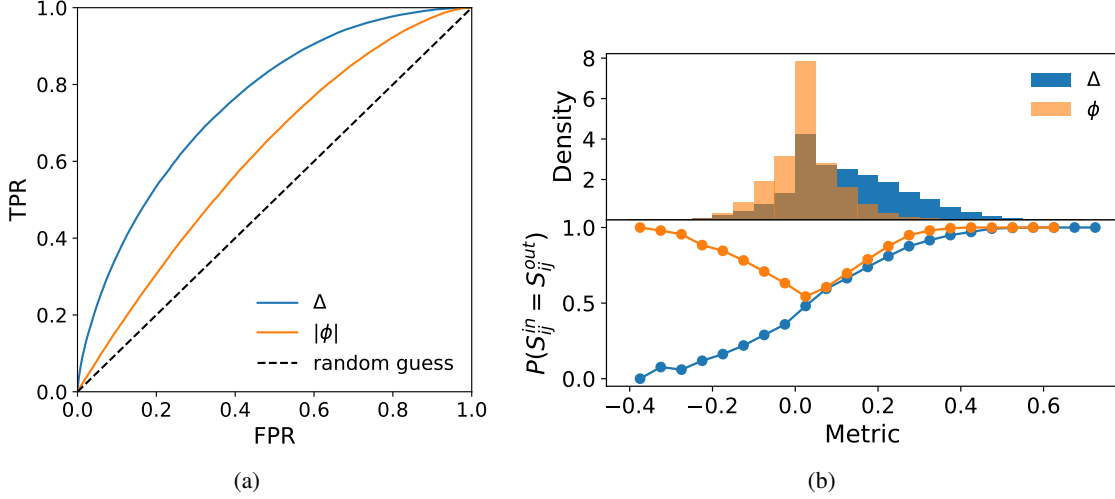 1.0
0.8
0.6
0.4
0.2
0.0
TPR
Δ
|ϕ|
random guess
0.0 0.2 0.4 0.6 0.8 1.0
FPR
(a)
8
6
4
2
Density
Δ
ϕ
1.0
0.5
0.0
P(S_{ij}^{in} = S_{ij}^{out})
−0.4 −0.2 0.0 0.2 0.4 0.6
Metric
(b)